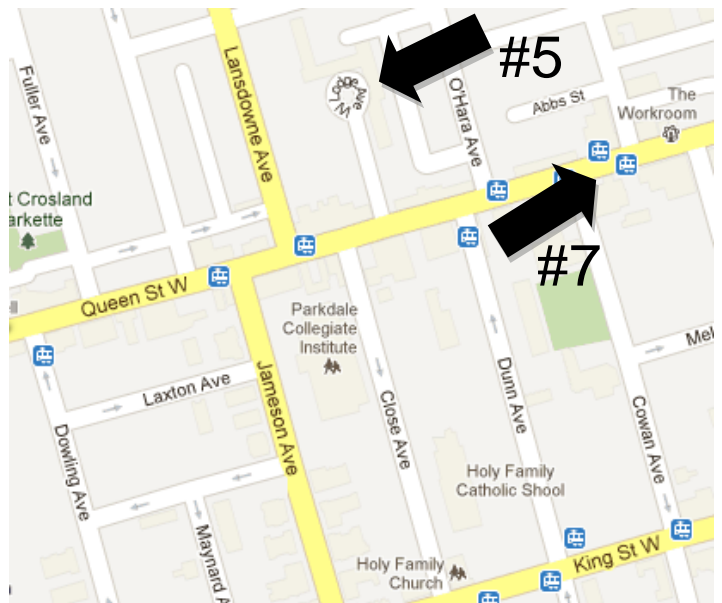 #5
Fuller Ave
Lansdowne Ave
O'Hara Ave
Abbs St
The
Workroom
t Crosland
arkette
#7
Queen St W
Parkdale
Collegiate
Institute
Laxton Ave
Jameson Ave
Close Ave
Dunn Ave
Mel
Cowan Ave
Dowling Ave
Maynard A
Holy Family
Catholic Shool
Holy Family
Church
King St W